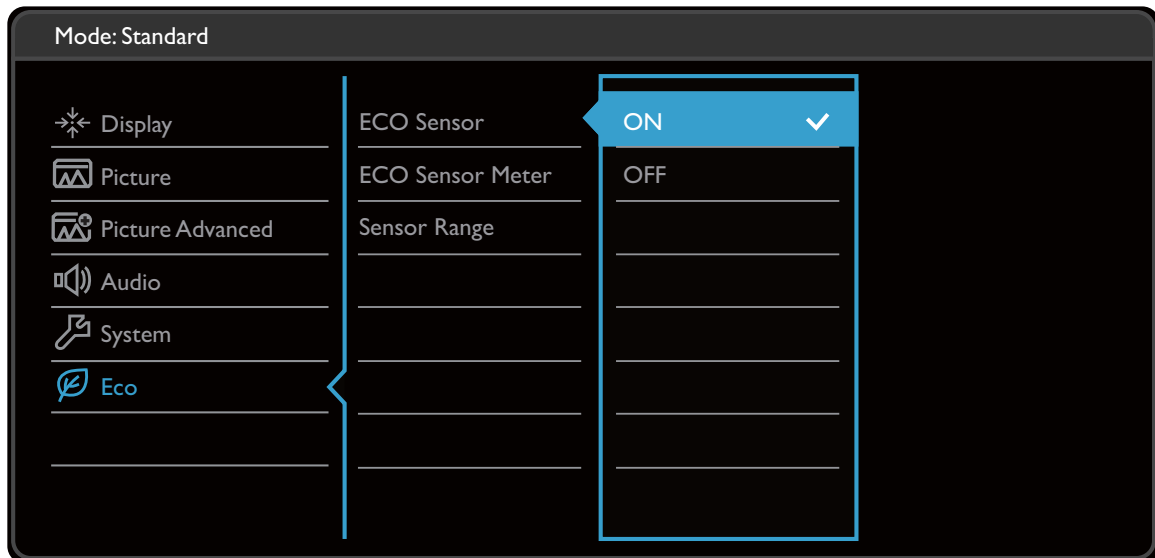 Mode: Standard
Display
Picture
Picture Advanced
Audio
System
Eco
ECO Sensor
ECO Sensor Meter
Sensor Range
ON
OFF